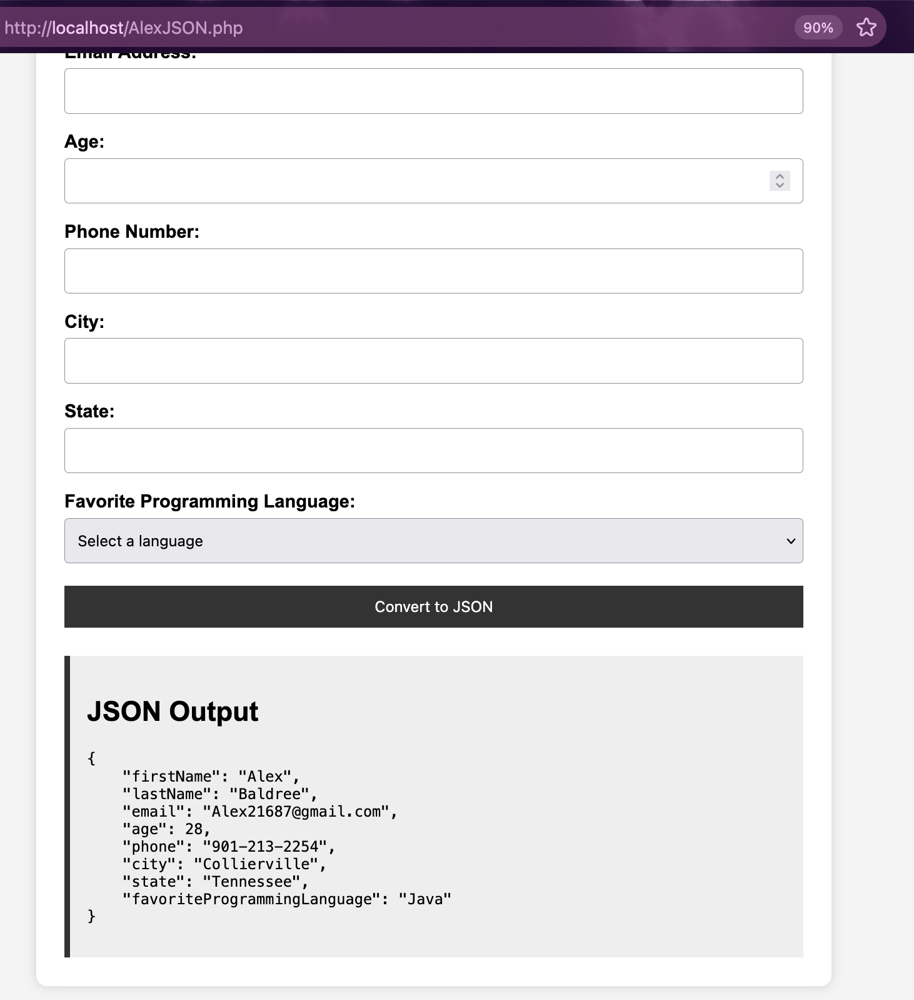 http://localhost/AlexJSON.php
90%
Email Address:
Age:
Phone Number:
City:
State:
Favorite Programming Language:
Select a language
Convert to JSON
JSON Output
{
    "firstName": "Alex",
    "lastName": "Baldree",
    "email": "Alex21687@gmail.com",
    "age": 28,
    "phone": "901-213-2254",
    "city": "Collierville",
    "state": "Tennessee",
    "favoriteProgrammingLanguage": "Java"
}